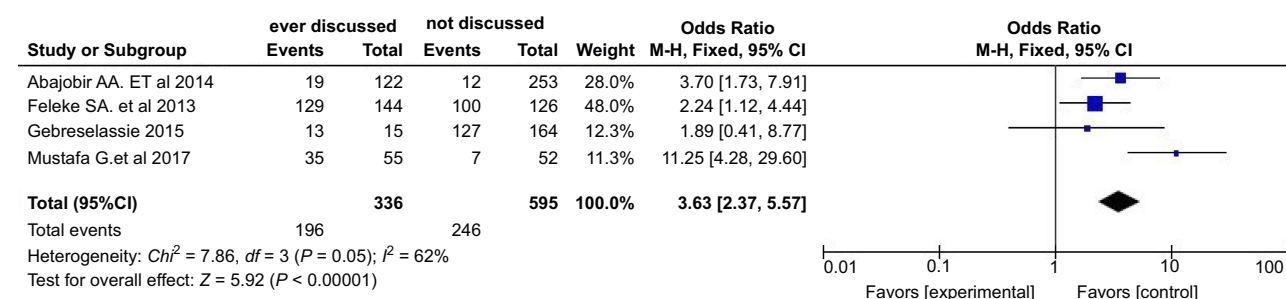 ever discussed not discussed Odds Ratio Odds Ratio
Study or Subgroup Events Total Events Total Weight M-H, Fixed, 95% CI M-H, Fixed, 95% CI
Abajobir AA. ET al 2014 19 122 12 253 28.0% 3.70 [1.73, 7.91]
Feleke SA. et al 2013 129 144 100 126 48.0% 2.24 [1.12, 4.44]
Gebreselassie 2015 13 15 127 164 12.3% 1.89 [0.41, 8.77]
Mustafa G.et al 2017 35 55 7 52 11.3% 11.25 [4.28, 29.60]
Total (95%CI) 336 595 100.0% 3.63 [2.37, 5.57]
Total events 196 246
Heterogeneity: Chi² = 7.86, df = 3 (P = 0.05); I² = 62%
Test for overall effect: Z = 5.92 (P < 0.00001)
0.01 0.1 1 10 100
Favors [experimental] Favors [control]